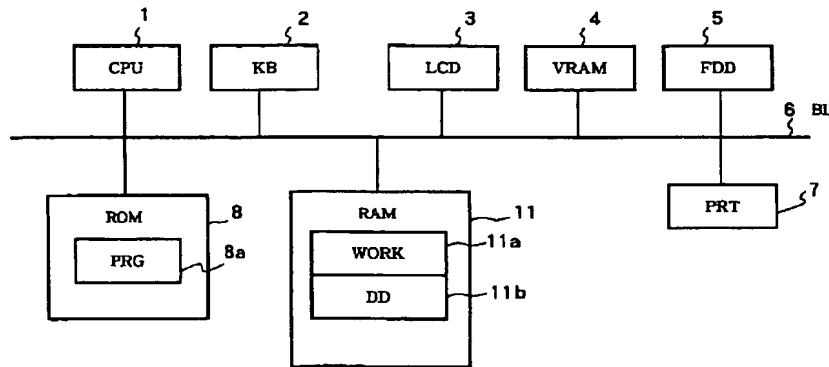 1 2 3 4 5
CPU KB LCD VRAM FDD
6 BL
ROM 8
PRG 8a
RAM 11
WORK 11a
DD 11b
PRT 7